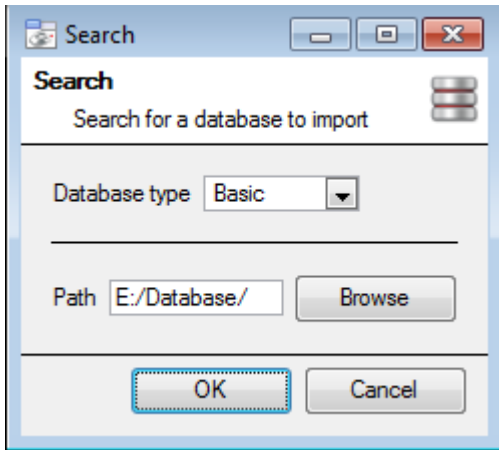 Search
Search
Search for a database to import
Database type Basic
Path E:/Database/ Browse
OK Cancel